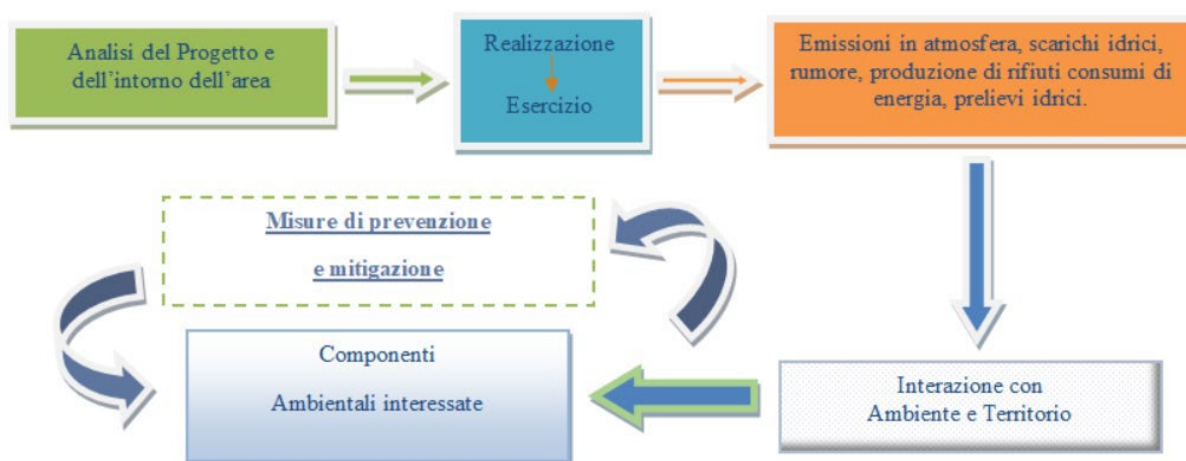 Analisi del Progetto e
dell'intorno dell'area
Realizzazione
Esercizio
Emissioni in atmosfera, scarichi idrici,
rumore, produzione di rifiuti consumi di
energia, prelievi idrici.
Misure di prevenzione
e mitigazione
Componenti
Ambientali interessate
Interazione con
Ambiente e Territorio